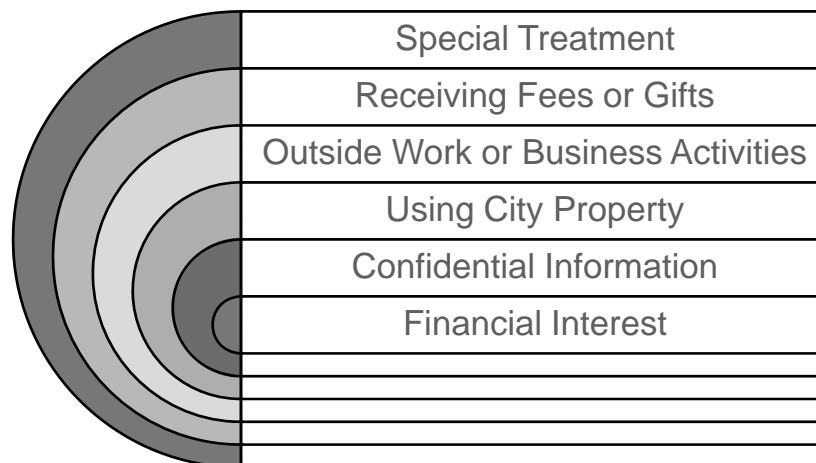 Special Treatment
Receiving Fees or Gifts
Outside Work or Business Activities
Using City Property
Confidential Information
Financial Interest